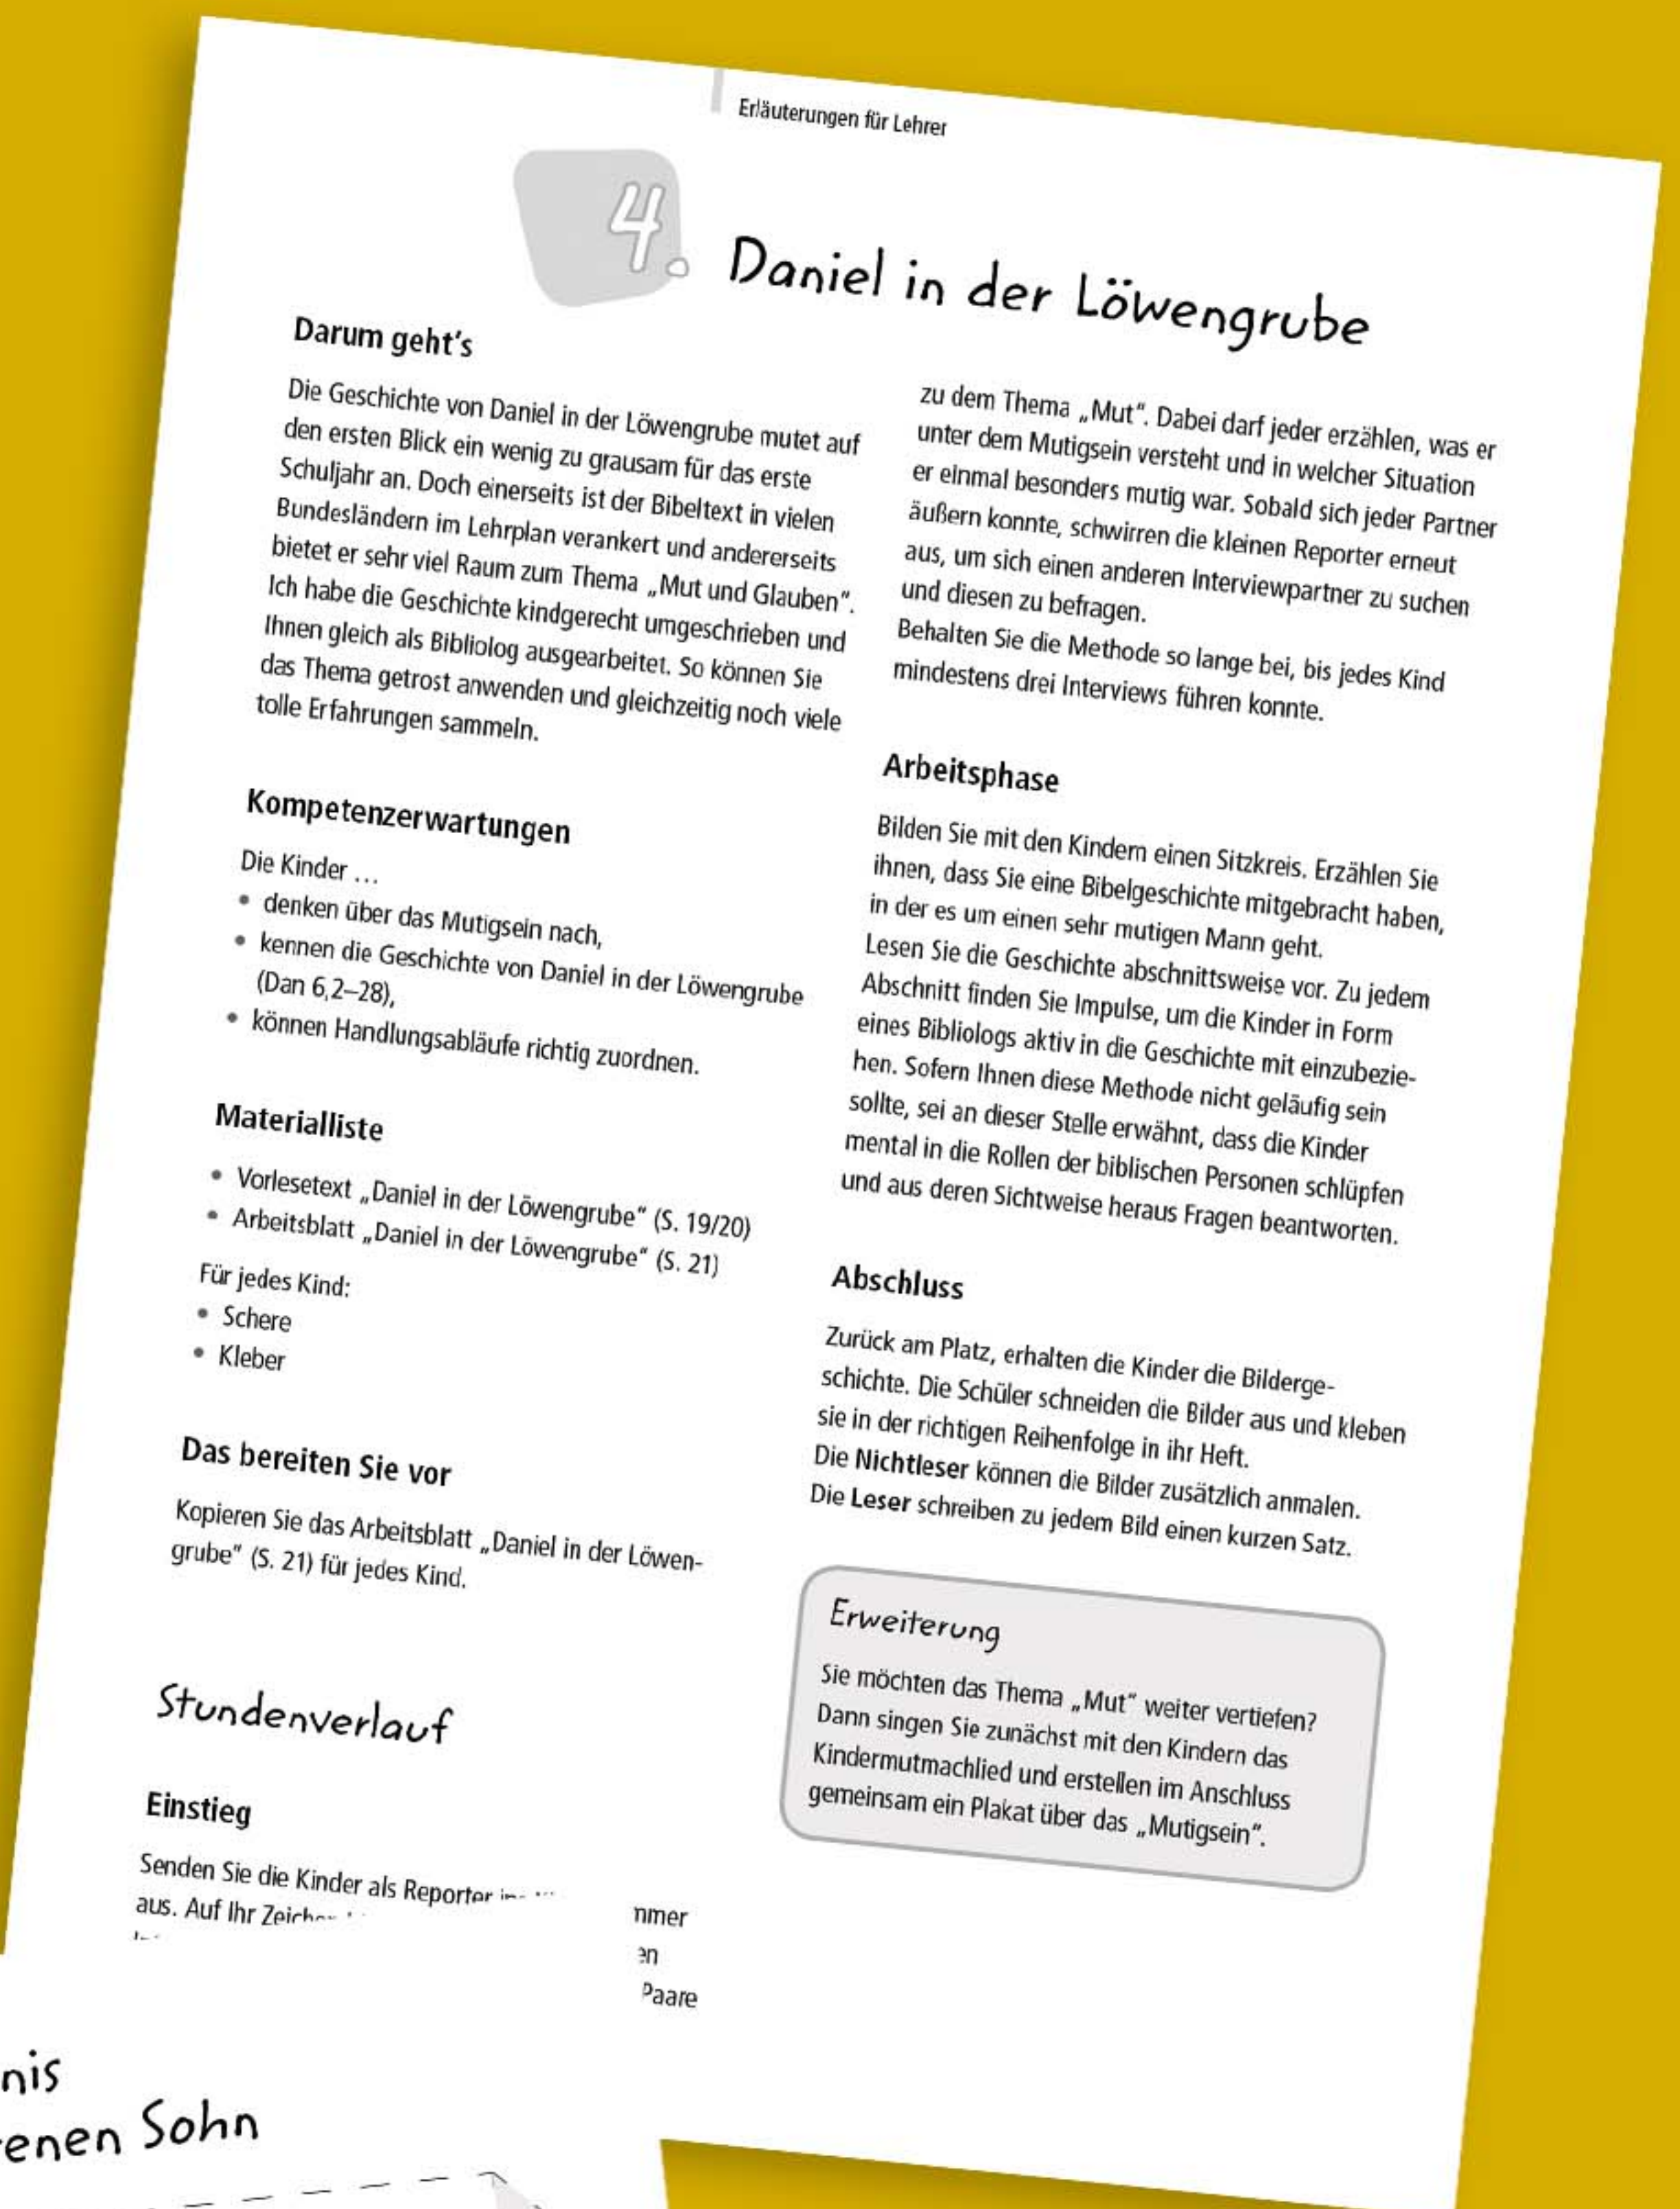 Erläuterungen für Lehrer
4. Daniel in der Löwengrube
Darum geht's
Die Geschichte von Daniel in der Löwengrube mutet auf
den ersten Blick ein wenig zu grausam für das erste
Schuljahr an. Doch einerseits ist der Bibeltext in vielen
Bundesländern im Lehrplan verankert und andererseits
bietet er sehr viel Raum zum Thema „Mut und Glauben“.
Ich habe die Geschichte kindgerecht umgeschrieben und
Ihnen gleich als Bibliolog ausgearbeitet. So können Sie
das Thema getrost anwenden und gleichzeitig noch viele
tolle Erfahrungen sammeln.
Kompetenzerwartungen
Die Kinder …
• denken über das Mutigsein nach,
• kennen die Geschichte von Daniel in der Löwengrube
(Dan 6,2–28),
• können Handlungsabläufe richtig zuordnen.
Materialliste
• Vorlesetext „Daniel in der Löwengrube“ (S. 19/20)
• Arbeitsblatt „Daniel in der Löwengrube“ (S. 21)
Für jedes Kind:
• Schere
• Kleber
Das bereiten Sie vor
Kopieren Sie das Arbeitsblatt „Daniel in der Löwen-
grube“ (S. 21) für jedes Kind.
Stundenverlauf
Einstieg
Senden Sie die Kinder als Reporter
aus. Auf Ihr
Paare
zu dem Thema „Mut“. Dabei darf jeder erzählen, was er
unter dem Mutigsein versteht und in welcher Situation
er einmal besonders mutig war. Sobald sich jeder Partner
äußern konnte, schwirren die kleinen Reporter erneut
aus, um sich einen anderen Interviewpartner zu suchen
und diesen zu befragen.
Behalten Sie die Methode so lange bei, bis jedes Kind
mindestens drei Interviews führen konnte.
Arbeitsphase
Bilden Sie mit den Kindern einen Sitzkreis. Erzählen Sie
ihnen, dass Sie eine Bibelgeschichte mitgebracht haben,
in der es um einen sehr mutigen Mann geht.
Lesen Sie die Geschichte abschnittsweise vor. Zu jedem
Abschnitt finden Sie Impulse, um die Kinder in Form
eines Bibliologs aktiv in die Geschichte mit einzubezie-
hen. Sofern Ihnen diese Methode nicht geläufig sein
sollte, sei an dieser Stelle erwähnt, dass die Kinder
mental in die Rollen der biblischen Personen schlüpfen
und aus deren Sichtweise heraus Fragen beantworten.
Abschluss
Zurück am Platz, erhalten die Kinder die Bilderge-
schichte. Die Schüler schneiden die Bilder aus und kleben
sie in der richtigen Reihenfolge in ihr Heft.
Die Nichtleser können die Bilder zusätzlich anmalen.
Die Leser schreiben zu jedem Bild einen kurzen Satz.
Erweiterung
Sie möchten das Thema „Mut“ weiter vertiefen?
Dann singen Sie zunächst mit den Kindern das
Kindermutmachlied und erstellen im Anschluss
gemeinsam ein Plakat über das „Mutigsein“.
nis
enen Sohn